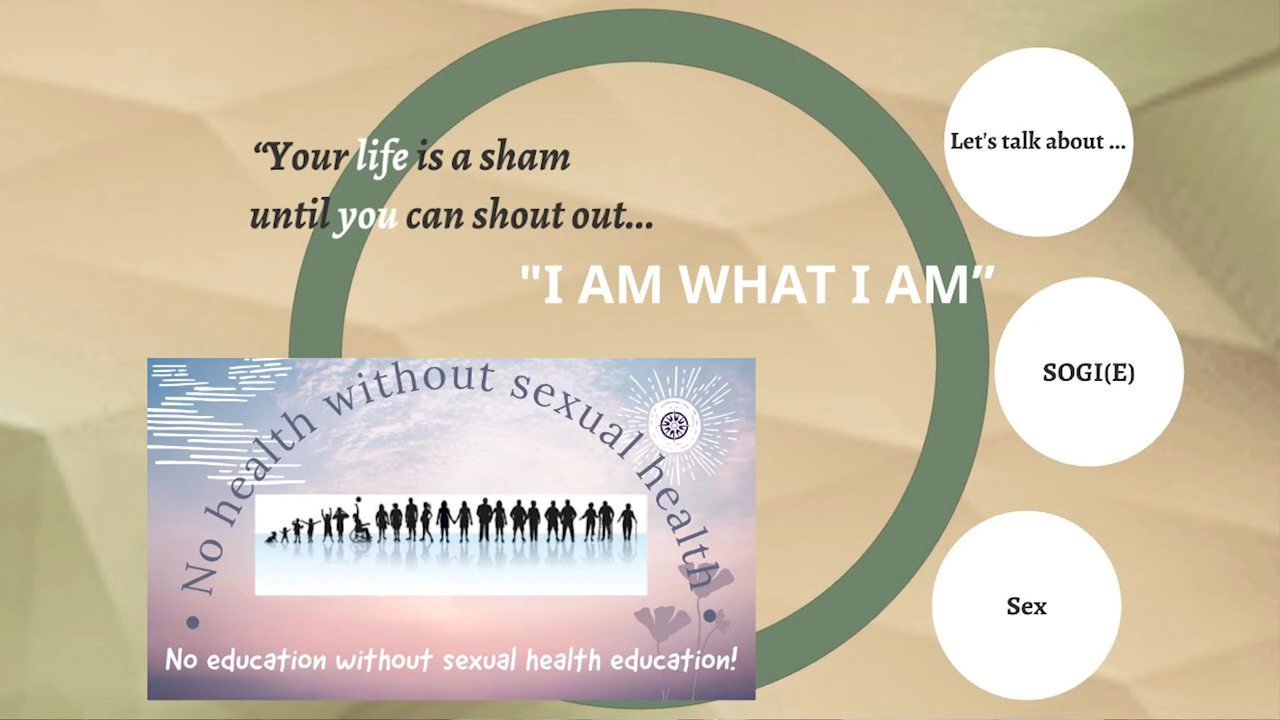 “Your life is a sham
until you can shout out...
"I AM WHAT I AM”
Let's talk about ...
SOGI(E)
Sex
• No health without sexual health •
No education without sexual health education!